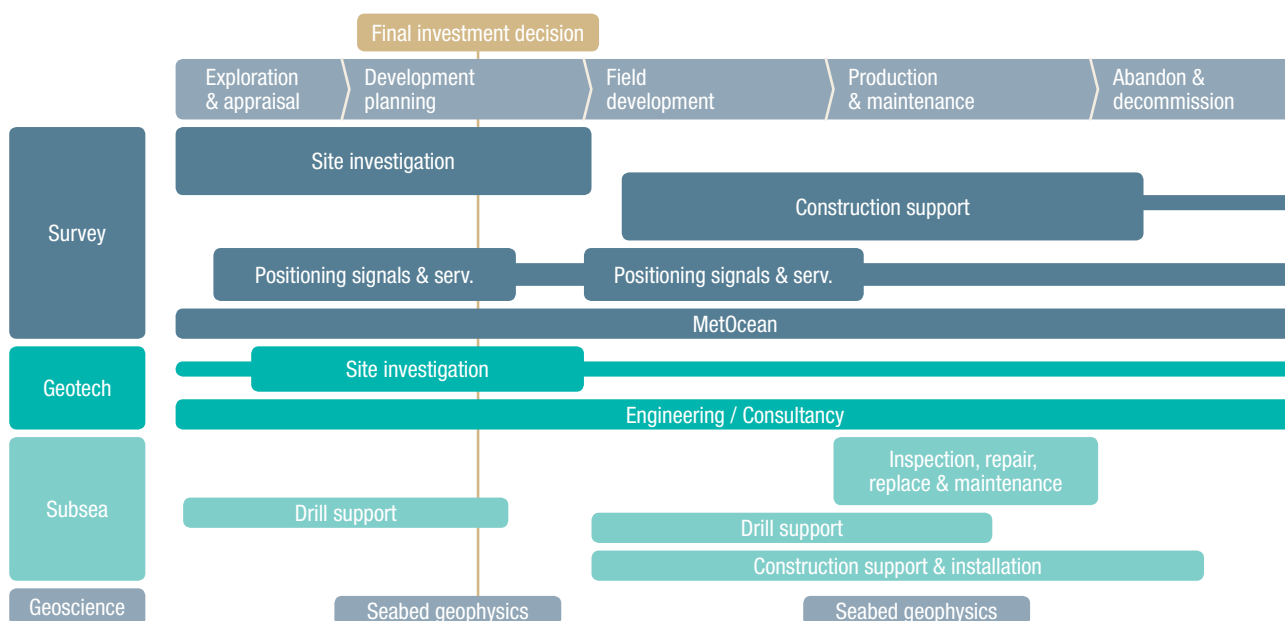 Final investment decision
Exploration
& appraisal
Development
planning
Field
development
Production
& maintenance
Abandon &
decommission
Survey
Site investigation
Construction support
Positioning signals & serv.
Positioning signals & serv.
MetOcean
Geotech
Site investigation
Engineering / Consultancy
Subsea
Inspection, repair,
replace & maintenance
Drill support
Drill support
Construction support & installation
Geoscience
Seabed geophysics
Seabed geophysics